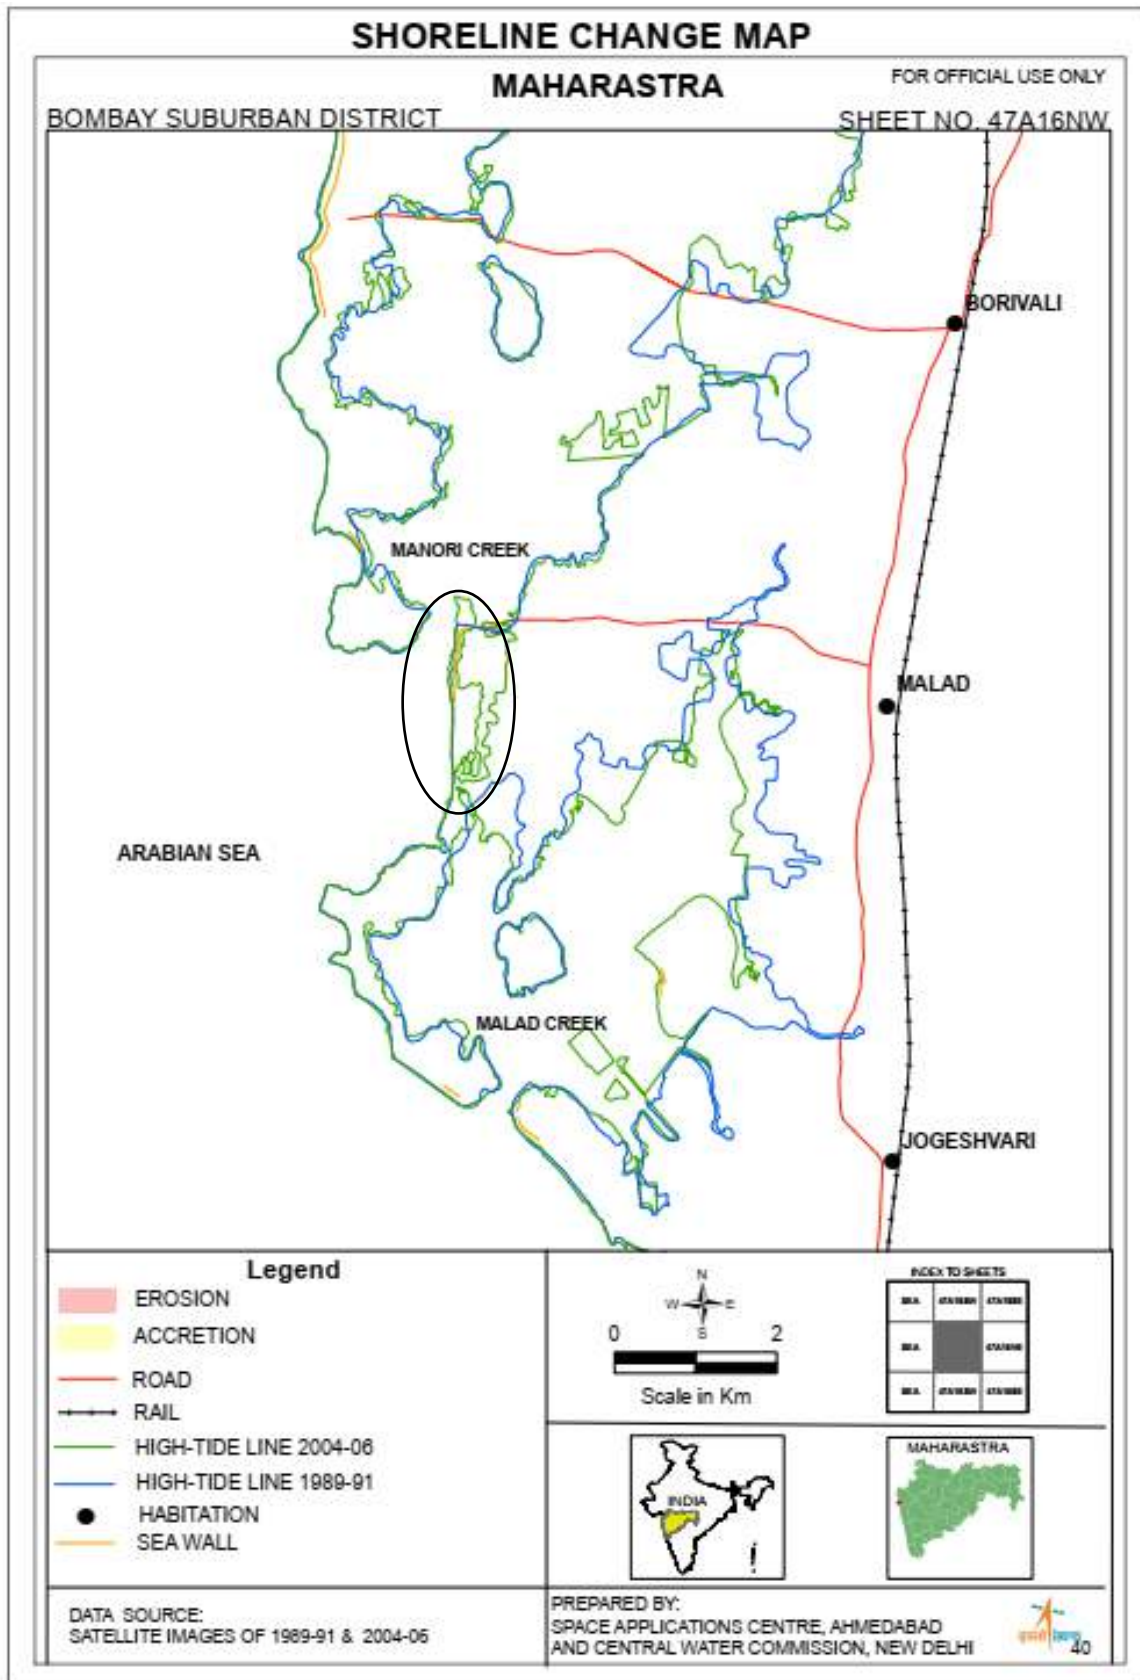 SHORELINE CHANGE MAP
MAHARASTRA
FOR OFFICIAL USE ONLY
BOMBAY SUBURBAN DISTRICT
SHEET NO. 47A16NW
BORIVALI
MANORI CREEK
MALAD
ARABIAN SEA
MALAD CREEK
JOGESHVARI
Legend
EROSION
ACCRETION
ROAD
RAIL
HIGH-TIDE LINE 2004-06
HIGH-TIDE LINE 1989-91
HABITATION
SEA WALL
N
W E
S
0 2
Scale in Km
INDEX TO SHEETS
SEA
SEA
SEA
INDIA
MAHARASTRA
DATA SOURCE:
SATELLITE IMAGES OF 1989-91 & 2004-06
PREPARED BY:
SPACE APPLICATIONS CENTRE, AHMEDABAD
AND CENTRAL WATER COMMISSION, NEW DELHI
40